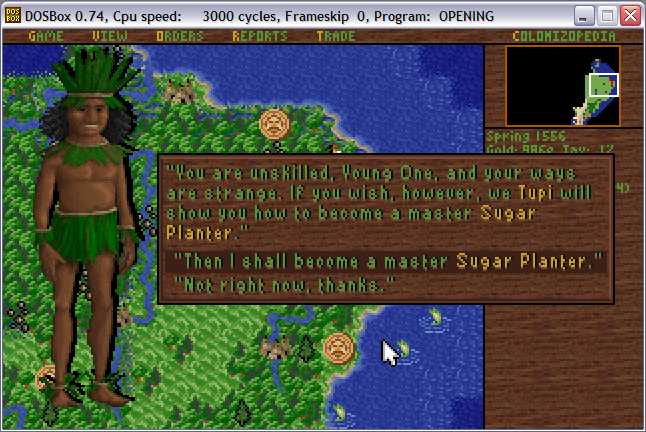 DOSBox 0.74, Cpu speed: 3000 cycles, Frameskip 0, Program: OPENING
GAME VIEW ORDERS REPORTS TRADE COLONIZOPEDIA
Spring 1556
"You are unskilled, Young One, and your ways
are strange. If you wish, however, we Tupi will
show you how to become a master Sugar
Planter."
"Then I shall become a master Sugar Planter."
"Not right now, thanks."